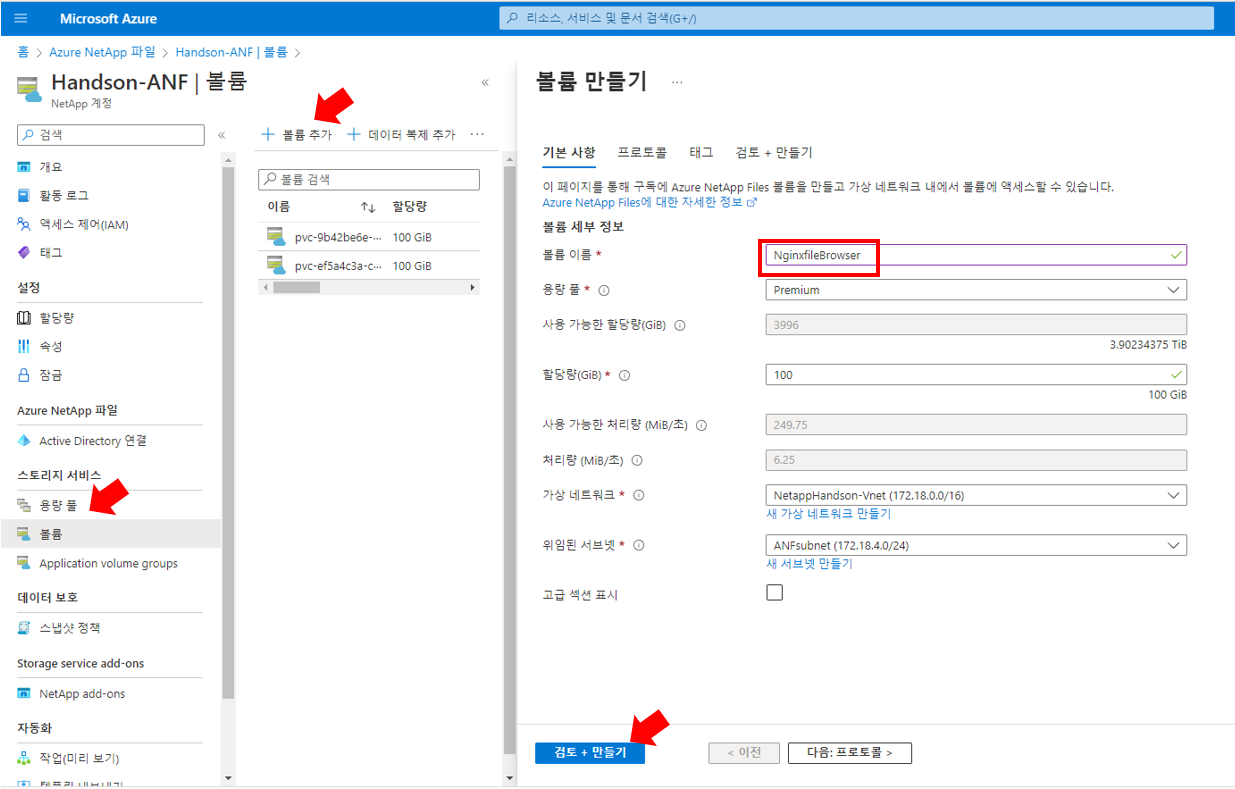 Microsoft Azure
리소스, 서비스 및 문서 검색(G+/)
홈 > Azure NetApp 파일 > Handson-ANF | 볼륨 >
Handson-ANF | 볼륨
NetApp 계정
검색
개요
활동 로그
액세스 제어(IAM)
태그
설정
할당량
속성
잠금
Azure NetApp 파일
Active Directory 연결
스토리지 서비스
용량 풀
볼륨
Application volume groups
데이터 보호
스냅샷 정책
Storage service add-ons
NetApp add-ons
자동화
작업(미리 보기)
템플릿 내보내기
+ 볼륨 추가 + 데이터 복제 추가 ...
볼륨 검색
이름 할당량
pvc-9b42be6e-... 100 GiB
pvc-ef5a4c3a-c... 100 GiB
볼륨 만들기 ...
기본 사항 프로토콜 태그 검토 + 만들기
이 페이지를 통해 구독에 Azure NetApp Files 볼륨을 만들고 가상 네트워크 내에서 볼륨에 액세스할 수 있습니다.
Azure NetApp Files에 대한 자세한 정보
볼륨 세부 정보
볼륨 이름 * NginxfileBrowser
용량 풀 * Premium
사용 가능한 할당량(GiB) 3996
3.90234375 TiB
할당량(GiB) * 100
100 GiB
사용 가능한 처리량 (MiB/초) 249.75
처리량 (MiB/초) 6.25
가상 네트워크 * NetappHandson-Vnet (172.18.0.0/16)
새 가상 네트워크 만들기
위임된 서브넷 * ANFsubnet (172.18.4.0/24)
새 서브넷 만들기
고급 섹션 표시
검토 + 만들기 < 이전 다음: 프로토콜 >